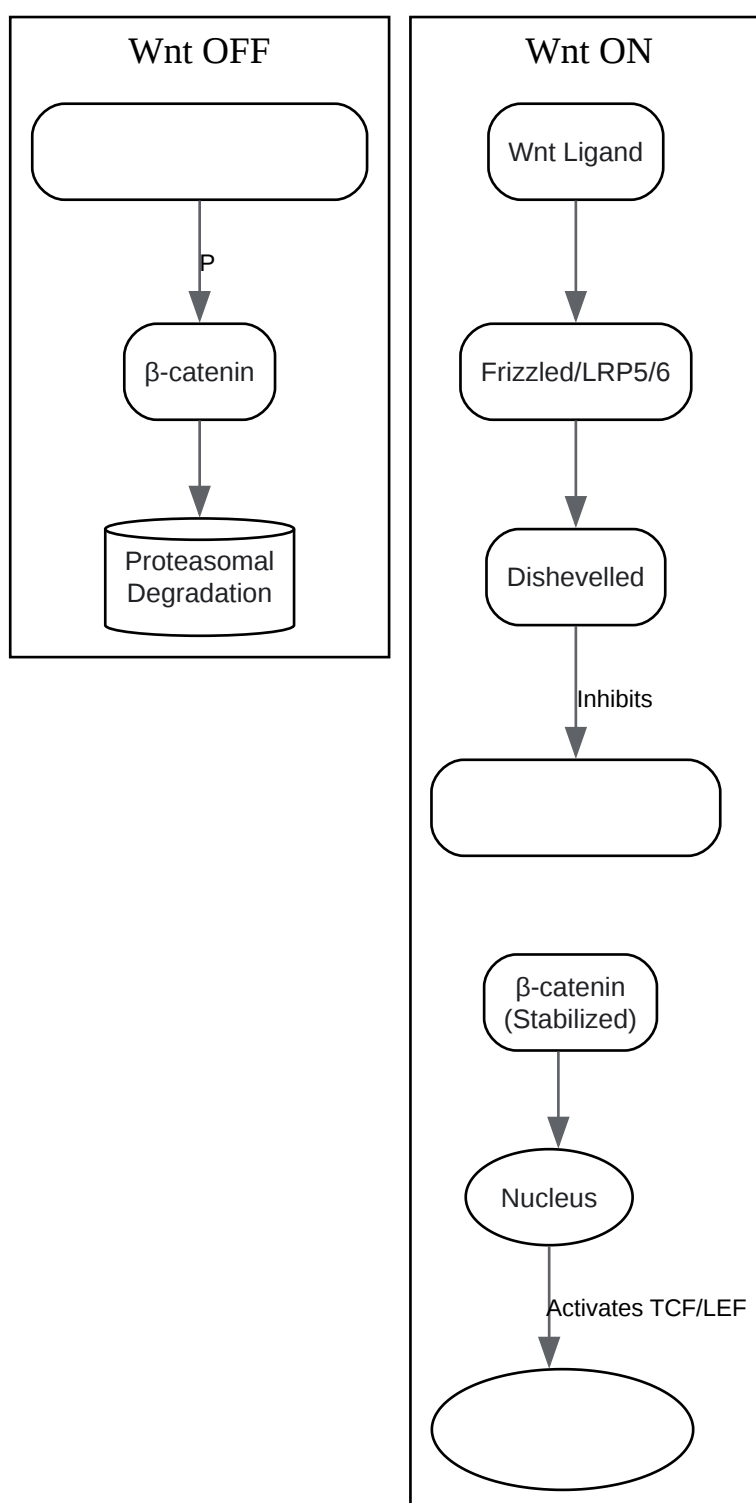 Wnt OFF
P
β-catenin
Proteasomal
Degradation
Wnt ON
Wnt Ligand
Frizzled/LRP5/6
Dishevelled
Inhibits
β-catenin
(Stabilized)
Nucleus
Activates TCF/LEF